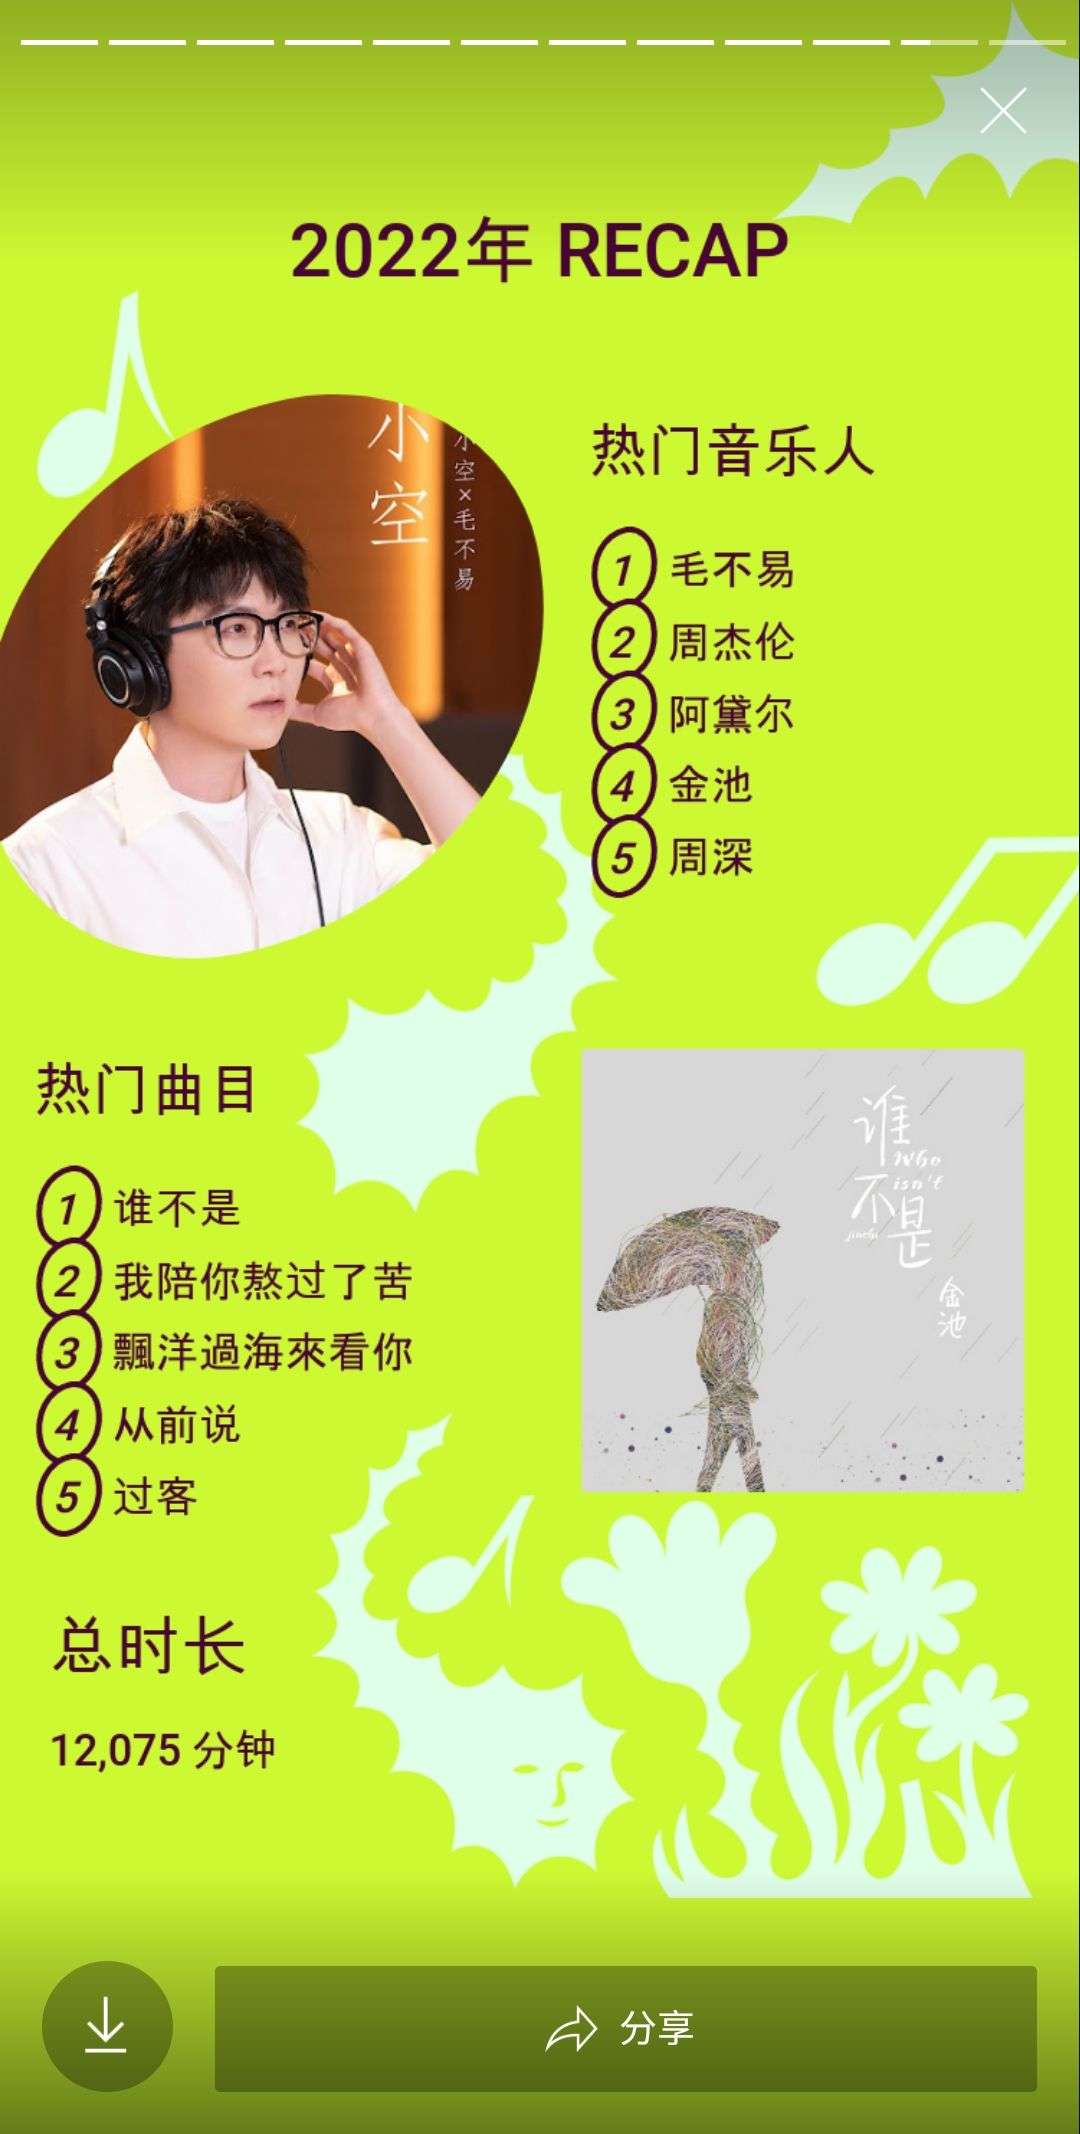 2022年 RECAP
小空
小空×毛不易
热门音乐人
1 毛不易
2 周杰伦
3 阿黛尔
4 金池
5 周深
热门曲目
1 谁不是
2 我陪你熬过了苦
3 飄洋過海來看你
4 从前说
5 过客
谁不是
Who
isn't
jinchi
金池
总时长
12,075 分钟
分享